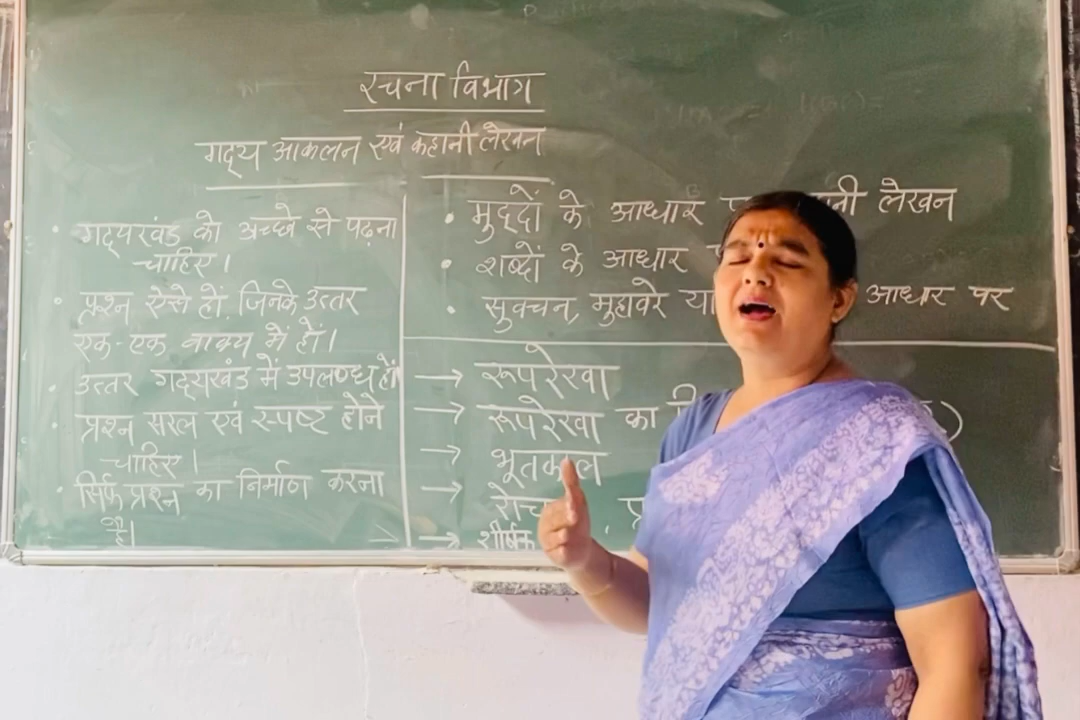 रचना विभाग
गद्य आकलन एवं कहानी लेखन
• गद्यखंड को अच्छे से पढ़ना
चाहिए।
• प्रश्न ऐसे हों, जिनके उत्तर
एक-एक वाक्य में हों।
• उत्तर गद्यखंड में उपलब्ध हों
प्रश्न सरल एवं स्पष्ट होने
चाहिए।
• सिर्फ प्रश्न का निर्माण करना
है।
• मुद्दों के आधार लेखन
• शब्दों के आधार
• सुवचन, मुहावरे या आधार पर
→ रूपरेखा
→ रूपरेखा का )
→ भूतकाल
→
→ शीर्षक